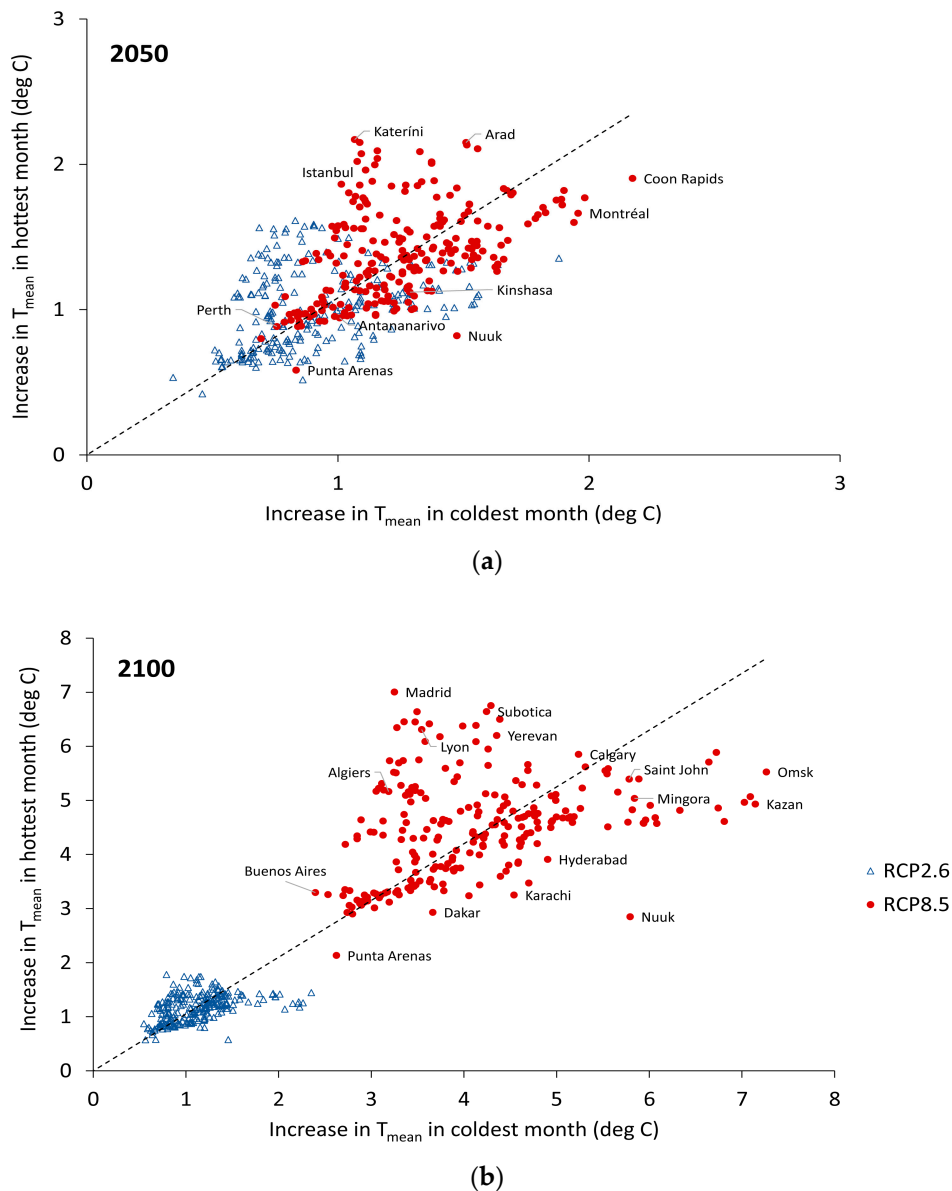 3
2050
Kateríni
Arad
2
Istanbul
Coon Rapids
Montréal
Perth
Kinshasa
1
Antananarivo
Nuuk
Punta Arenas
0
0
1
2
3
Increase in Tmean in hottest month (deg C)
Increase in Tmean in coldest month (deg C)
(a)
8
2100
7
Madrid
Subotica
6
Lyon
Yerevan
Calgary
Algiers
Saint John
Omsk
5
Mingora
Kazan
4
Hyderabad
Buenos Aires
Karachi
3
Dakar
Nuuk
Punta Arenas
2
1
0
0
1
2
3
4
5
6
7
8
Increase in Tmean in hottest month (deg C)
Increase in Tmean in coldest month (deg C)
RCP2.6
RCP8.5
(b)